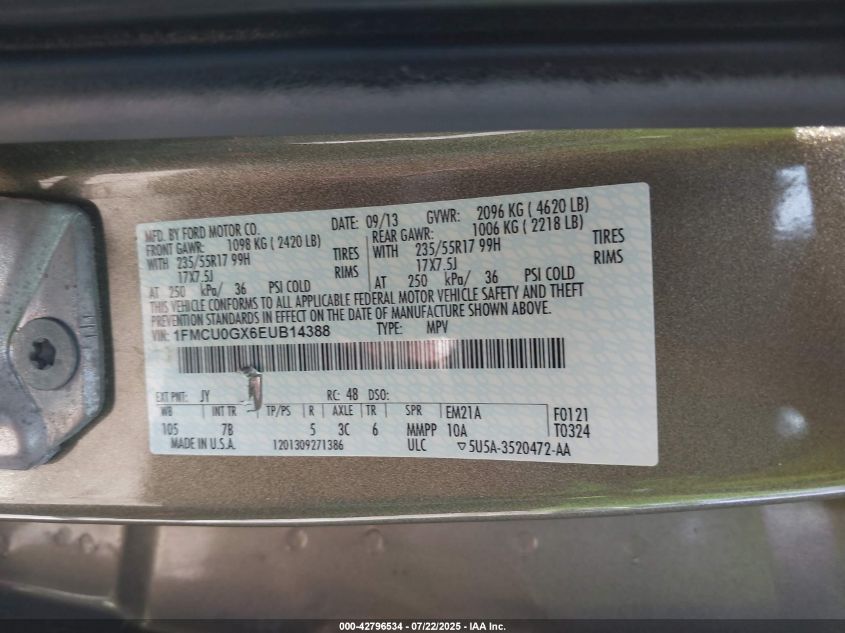 MFD. BY FORD MOTOR CO. DATE: 09/13 GVWR: 2096 KG ( 4620 LB)
FRONT GAWR: 1098 KG ( 2420 LB) REAR GAWR: 1006 KG ( 2218 LB)
WITH 235/55R17 99H TIRES WITH 235/55R17 99H TIRES
17X7.5J RIMS 17X7.5J RIMS
AT 250 kPa/ 36 PSI COLD AT 250 kPa/ 36 PSI COLD
THIS VEHICLE CONFORMS TO ALL APPLICABLE FEDERAL MOTOR VEHICLE SAFETY AND THEFT
PREVENTION STANDARDS IN EFFECT ON THE DATE OF MANUFACTURE SHOWN ABOVE.
VIN: 1FMCU0GX6EUB14388 TYPE: MPV
EXT PNT: JY RC: 48 DSO:
WB INT TR TP/PS R AXLE TR SPR EM21A F0121
105 7B 5 3C 6 MMPP 10A T0324
MADE IN U.S.A. 1201309271386 ULC ▽5U5A-3520472-AA
000-42796534 - 07/22/2025 - IAA Inc.